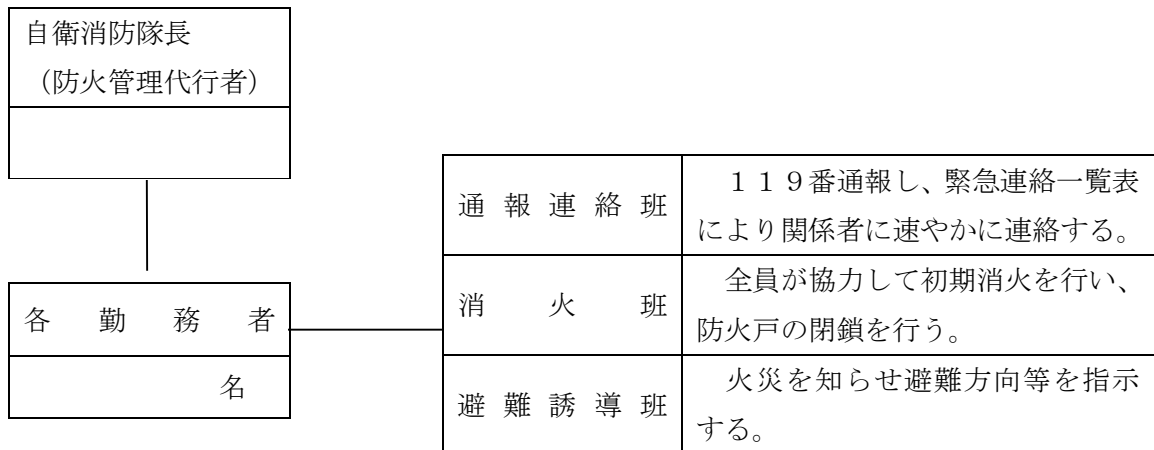 自衛消防隊長
（防火管理代行者）
各勤務者
名
通報連絡班
１１９番通報し、緊急連絡一覧表
により関係者に速やかに連絡する。
消火班
全員が協力して初期消火を行い、
防火戸の閉鎖を行う。
避難誘導班
火災を知らせ避難方向等を指示
する。